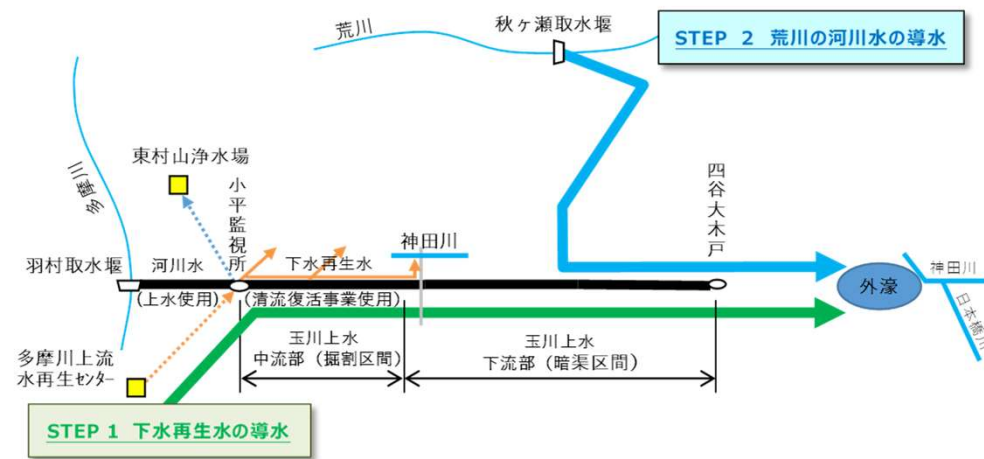 荒川
秋ヶ瀬取水堰
STEP 2 荒川の河川水の導水
多摩川
東村山浄水場
小平監視所
四谷大木戸
羽村取水堰
河川水
(上水使用)
下水再生水
(清流復活事業使用)
神田川
外濠
神田川
日本橋川
玉川上水
中流部(掘割区間)
玉川上水
下流部(暗渠区間)
多摩川上流
水再生センター
STEP 1 下水再生水の導水